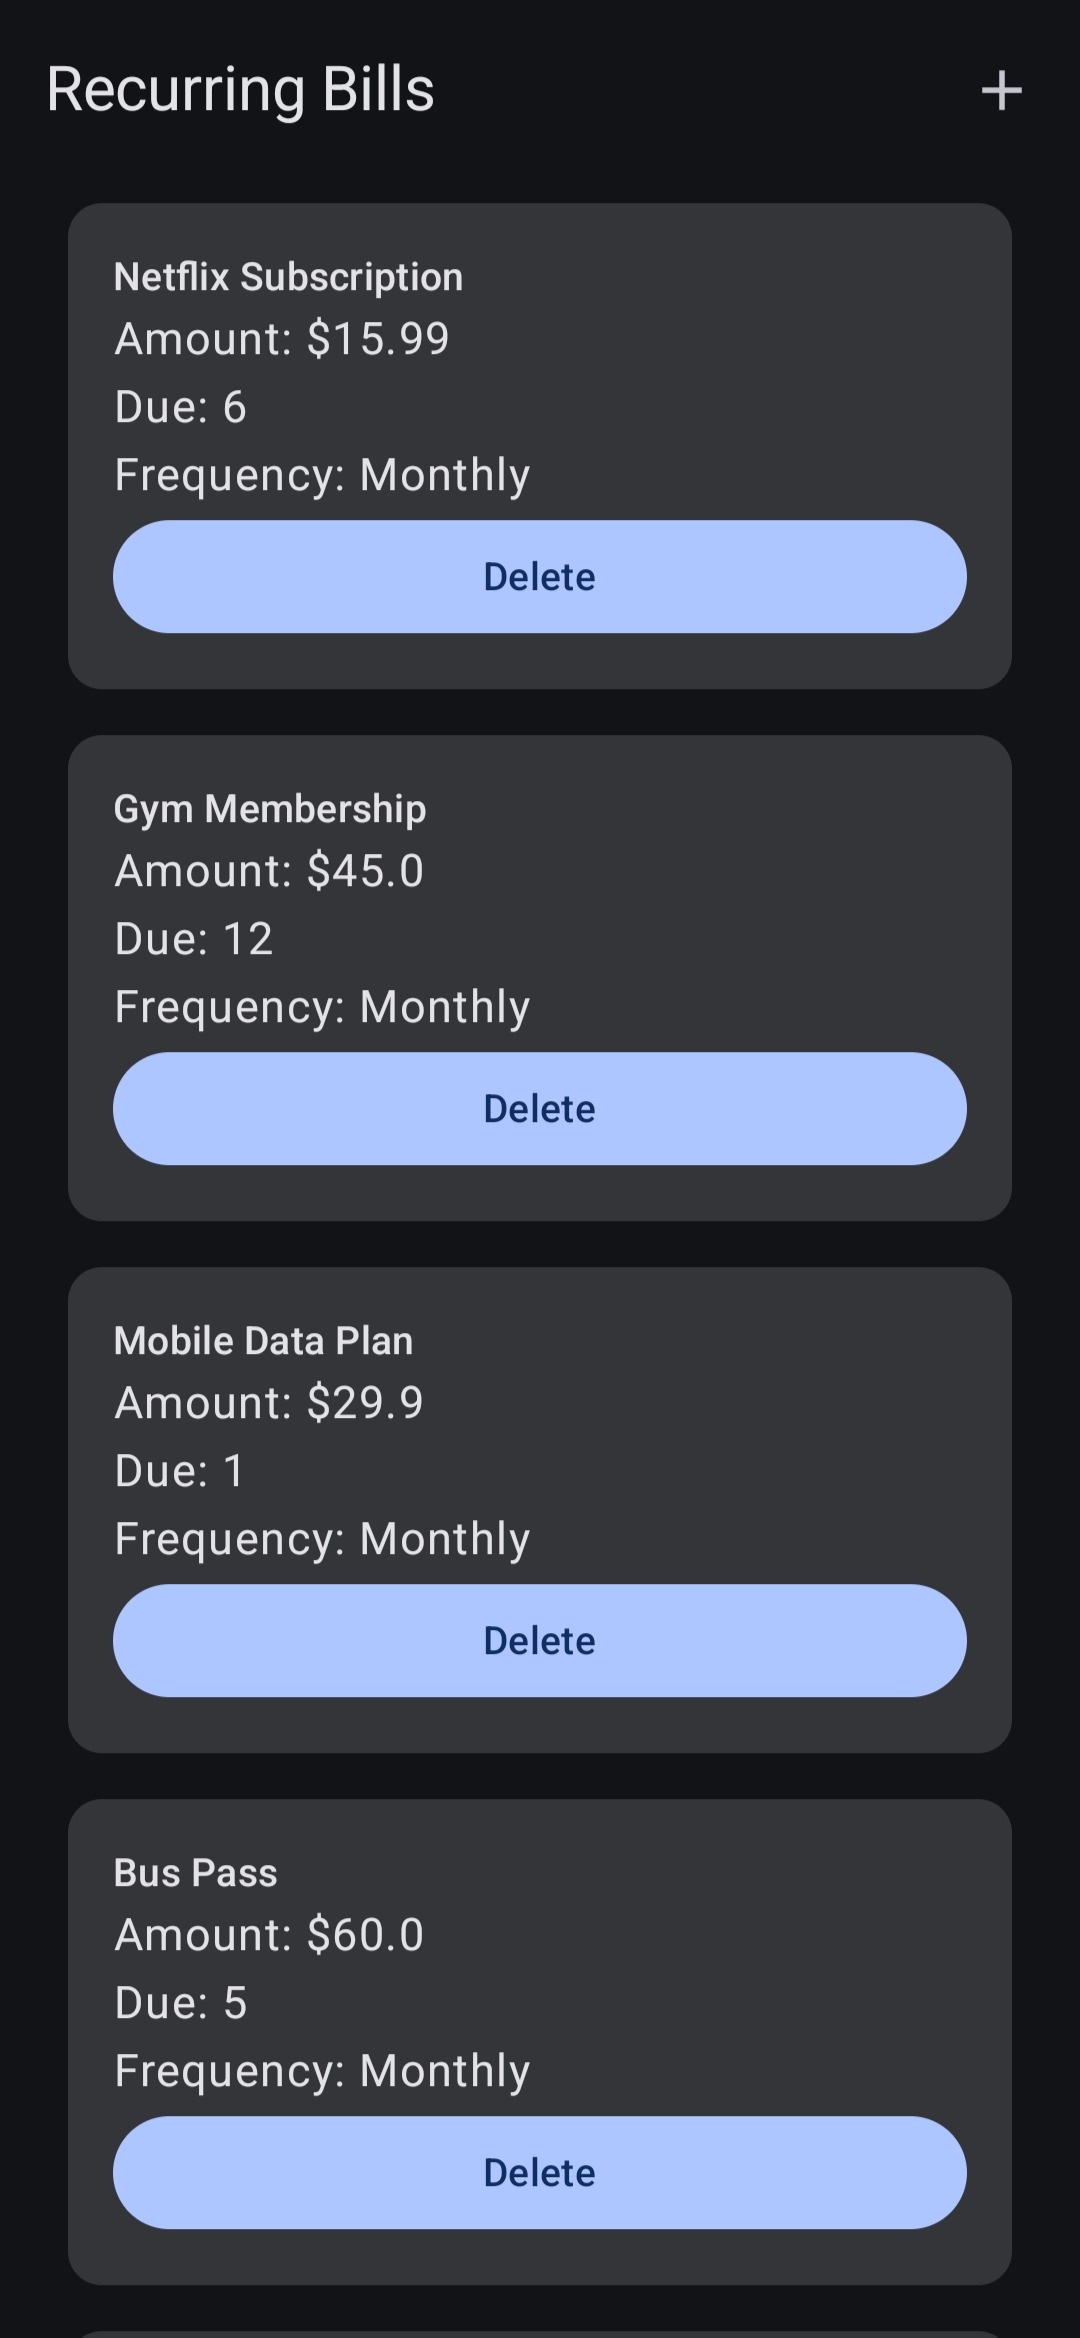 Recurring Bills
Netflix Subscription
Amount: $15.99
Due: 6
Frequency: Monthly
Delete
Gym Membership
Amount: $45.0
Due: 12
Frequency: Monthly
Delete
Mobile Data Plan
Amount: $29.9
Due: 1
Frequency: Monthly
Delete
Bus Pass
Amount: $60.0
Due: 5
Frequency: Monthly
Delete